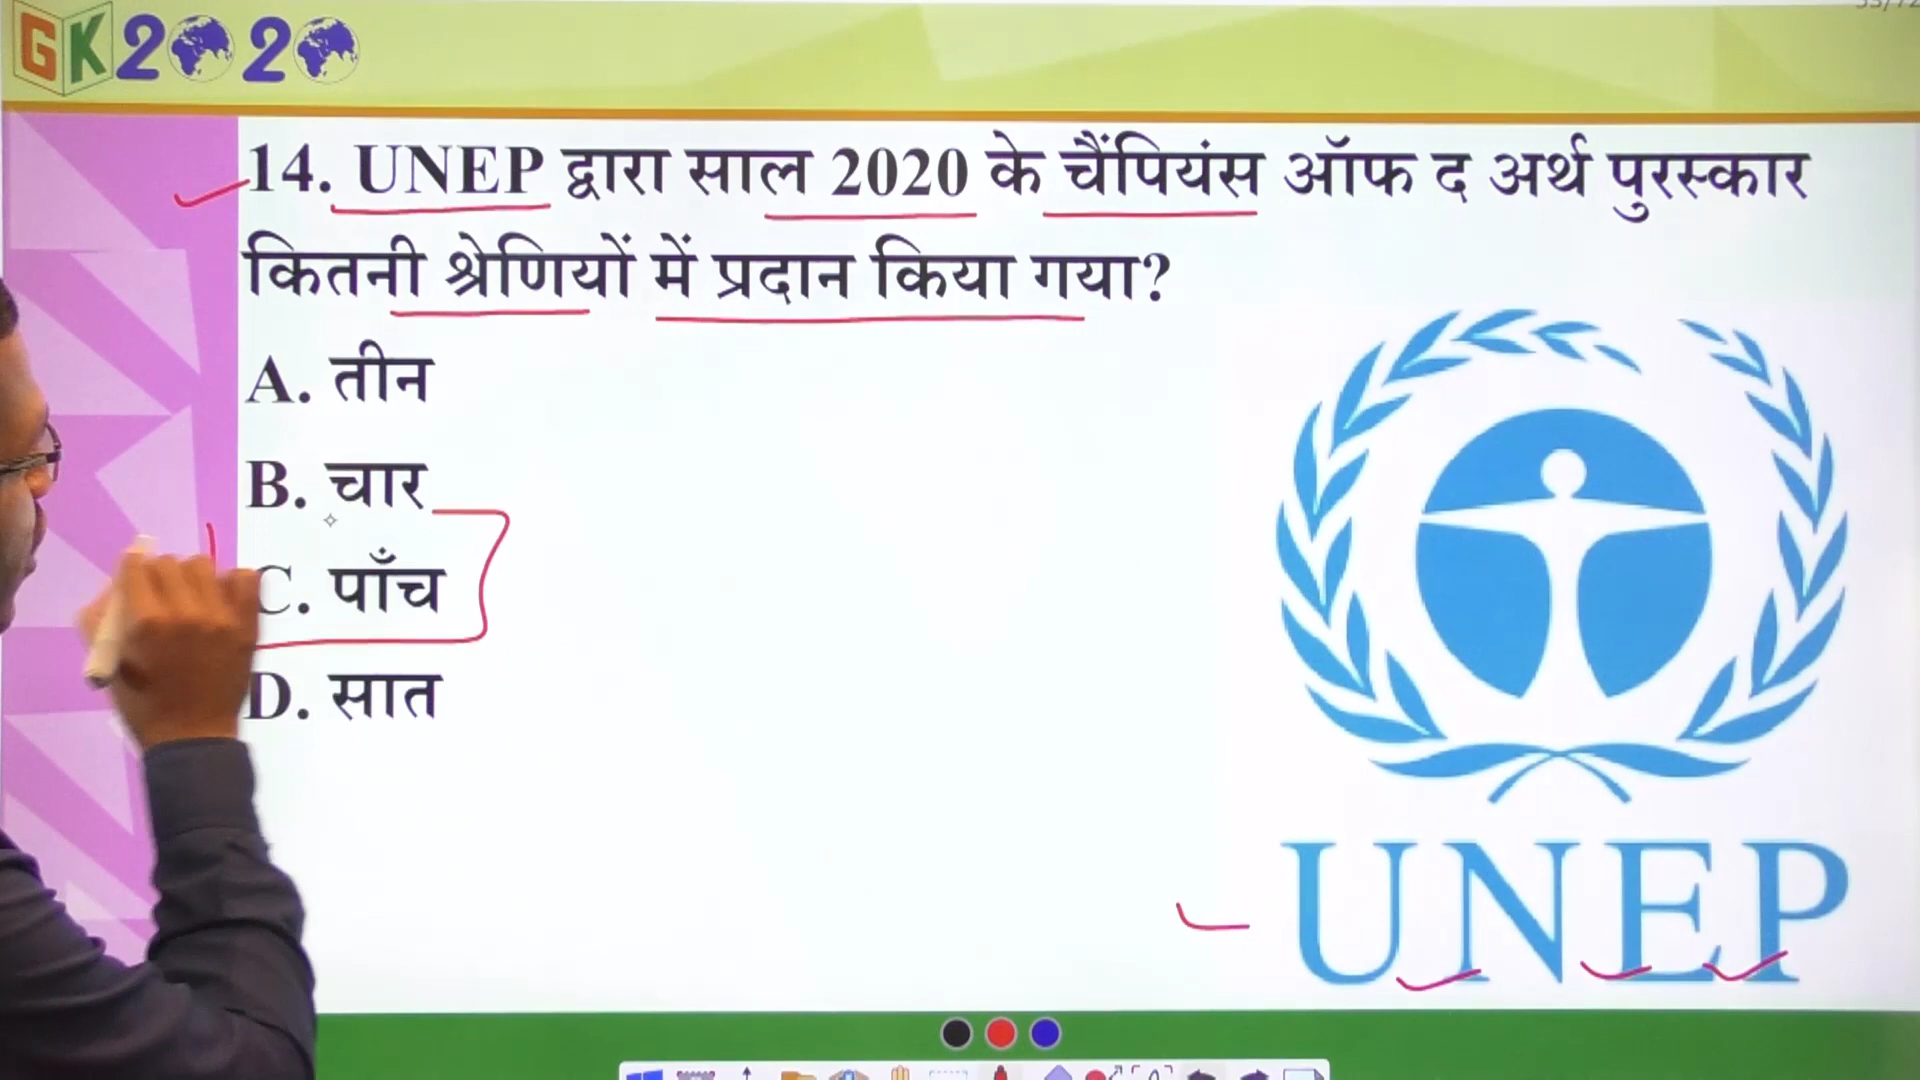 GK2020
14. UNEP द्वारा साल 2020 के चैंपियंस ऑफ द अर्थ पुरस्कार
कितनी श्रेणियों में प्रदान किया गया?
A. तीन
B. चार
C. पाँच
D. सात
UNEP